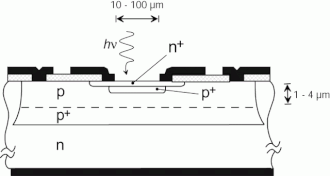 10 - 100 µm
hν
n+
p
p+
1 - 4 µm
p+
n